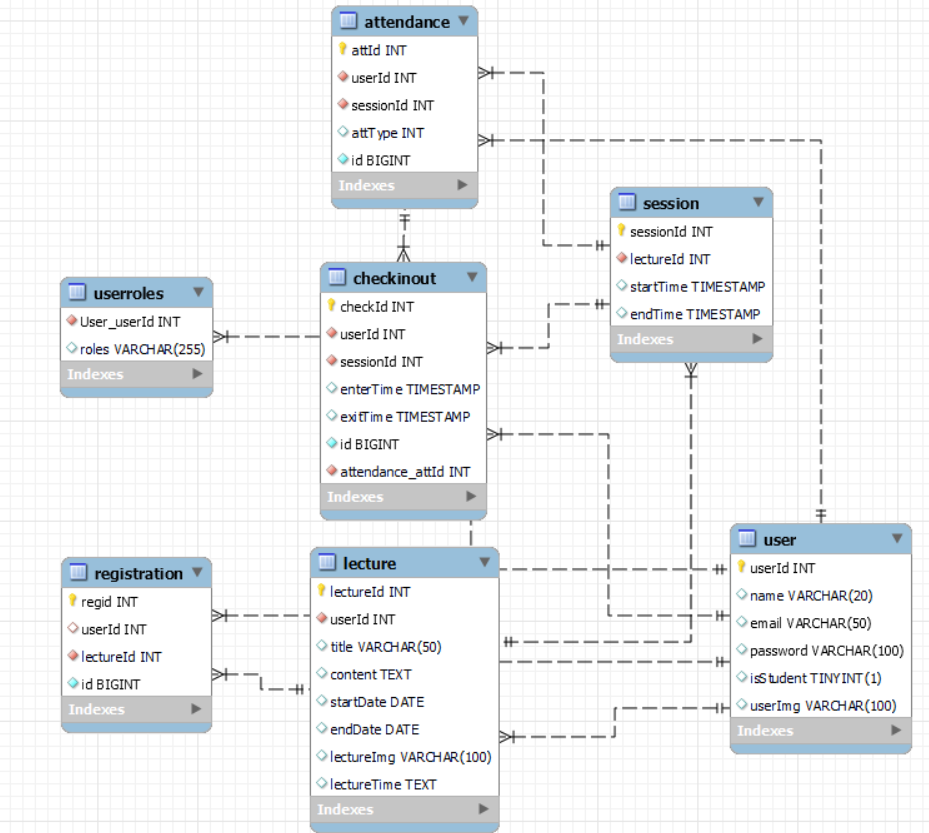 attendance
attId INT
userId INT
sessionId INT
attType INT
id BIGINT
Indexes
session
sessionId INT
lectureId INT
startTime TIMESTAMP
endTime TIMESTAMP
Indexes
userroles
User_userId INT
roles VARCHAR(255)
Indexes
checkinout
checkId INT
userId INT
sessionId INT
enterTime TIMESTAMP
exitTime TIMESTAMP
id BIGINT
attendance_attId INT
Indexes
registration
regid INT
userId INT
lectureId INT
id BIGINT
Indexes
lecture
lectureId INT
userId INT
title VARCHAR(50)
content TEXT
startDate DATE
endDate DATE
lectureImg VARCHAR(100)
lectureTime TEXT
Indexes
user
userId INT
name VARCHAR(20)
email VARCHAR(50)
password VARCHAR(100)
isStudent TINYINT(1)
userImg VARCHAR(100)
Indexes